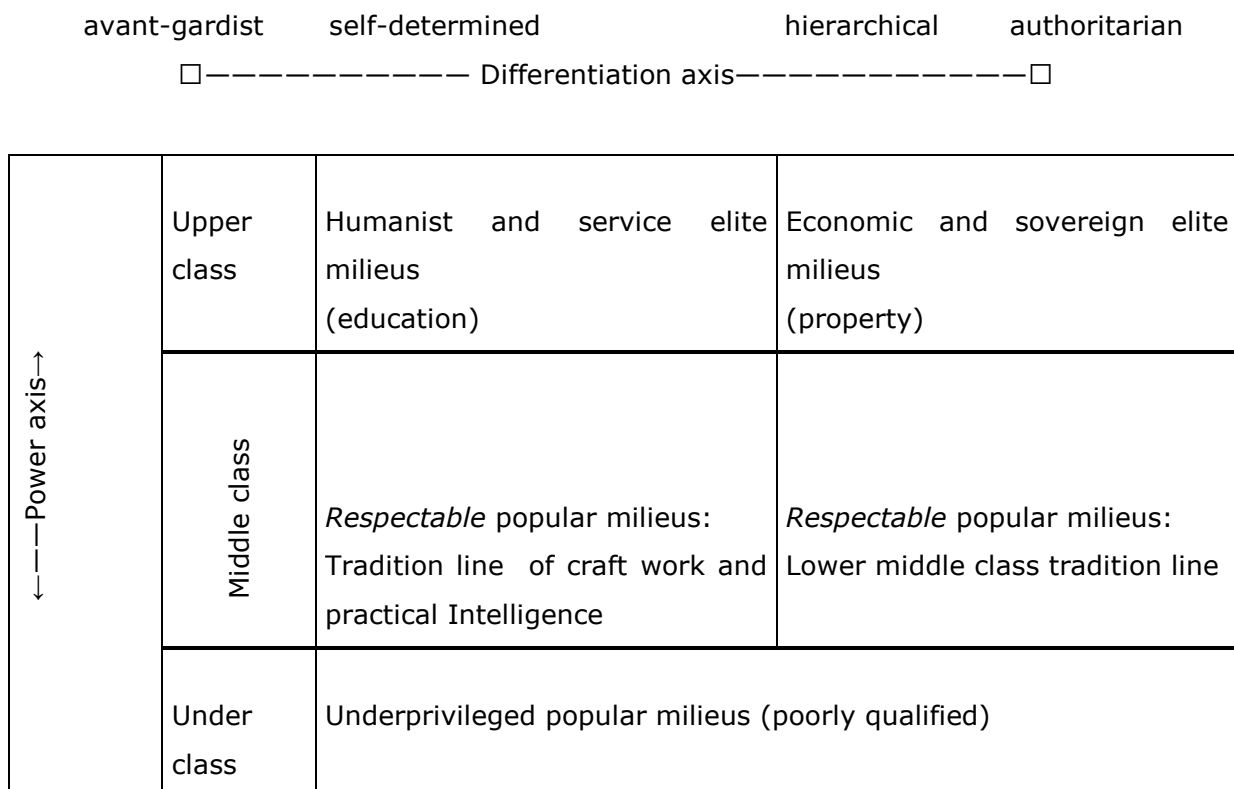 avant-gardist self-determined hierarchical authoritarian
□—————————— Differentiation axis———————————□
←———Power axis→
Upper
class
Humanist and service elite
milieus
(education)
Economic and sovereign elite
milieus
(property)
Middle class
Respectable popular milieus:
Tradition line of craft work and
practical Intelligence
Respectable popular milieus:
Lower middle class tradition line
Under
class
Underprivileged popular milieus (poorly qualified)